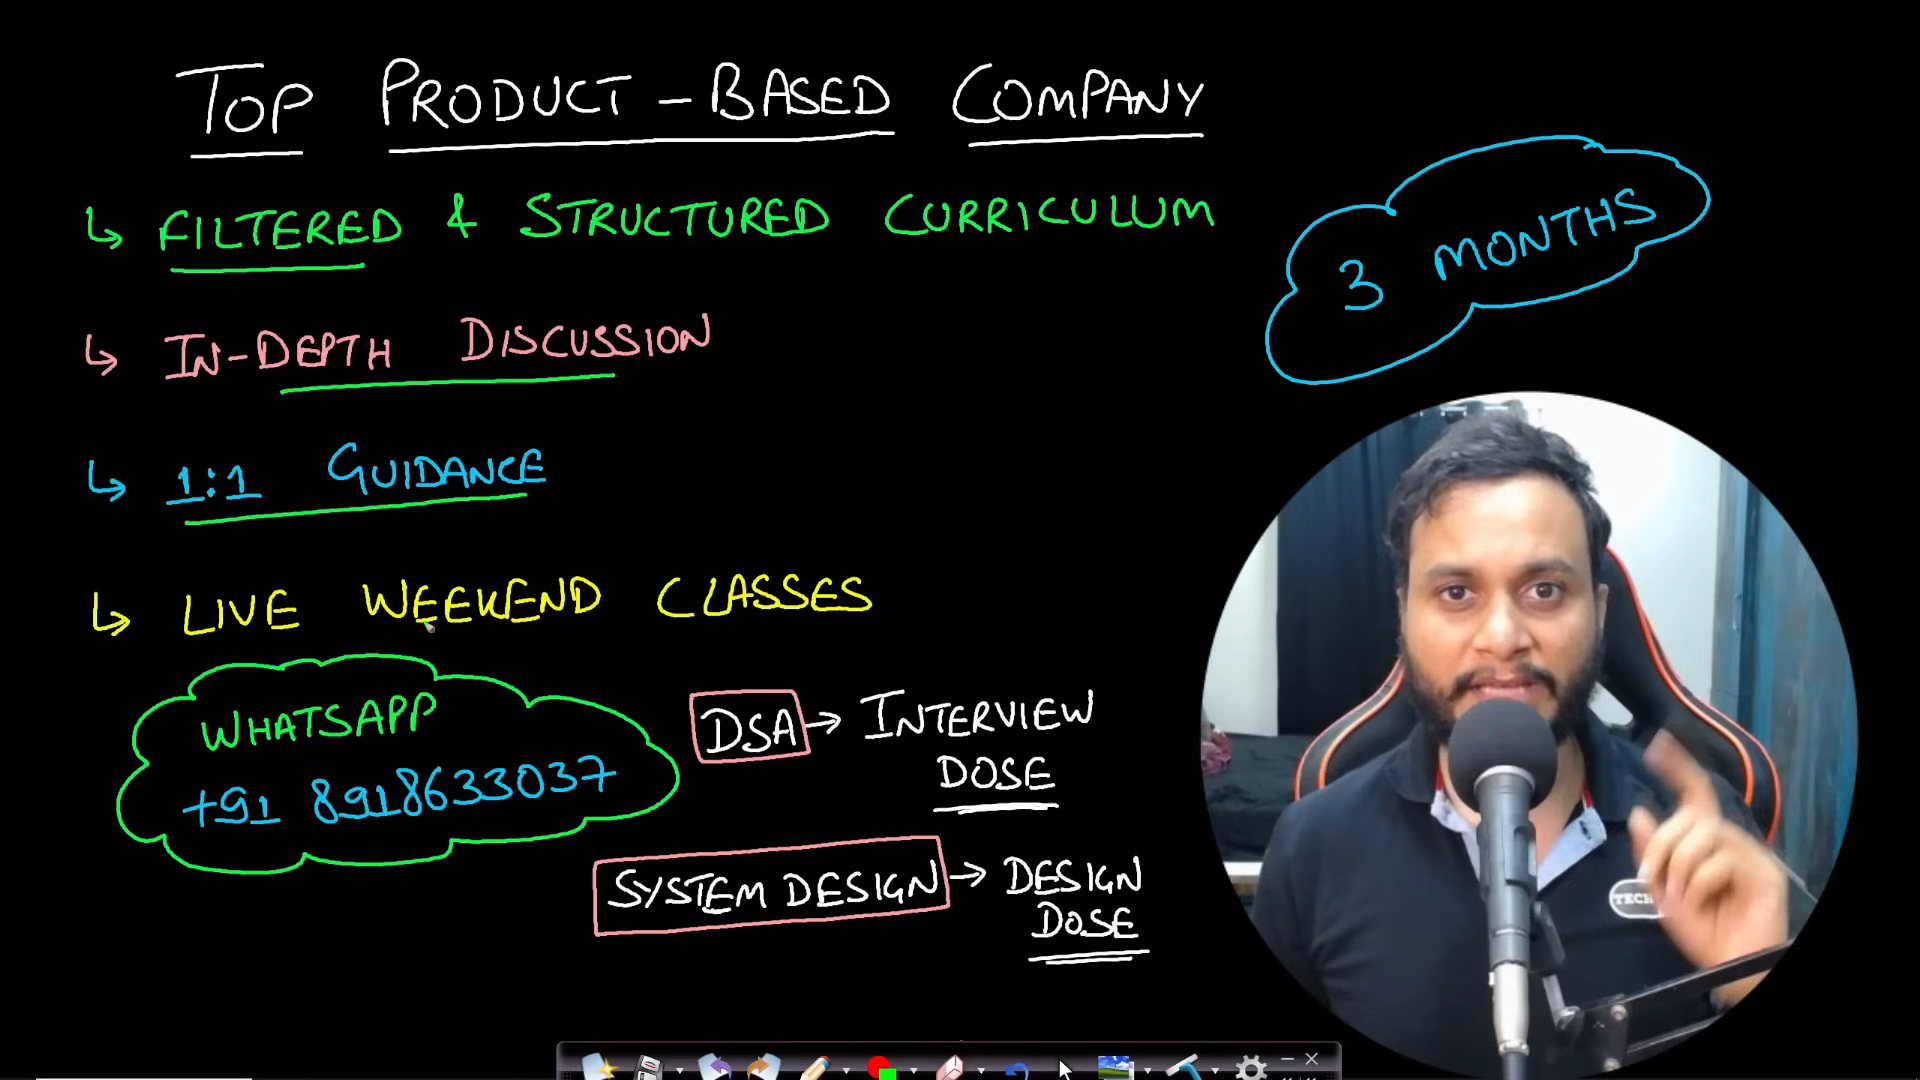 TOP PRODUCT-BASED COMPANY
↳ FILTERED & STRUCTURED CURRICULUM
3 MONTHS
↳ IN-DEPTH DISCUSSION
↳ 1:1 GUIDANCE
↳ LIVE WEEKEND CLASSES
WHATSAPP
+91 8918633037
DSA → INTERVIEW
DOSE
SYSTEM DESIGN → DESIGN
DOSE
TECH